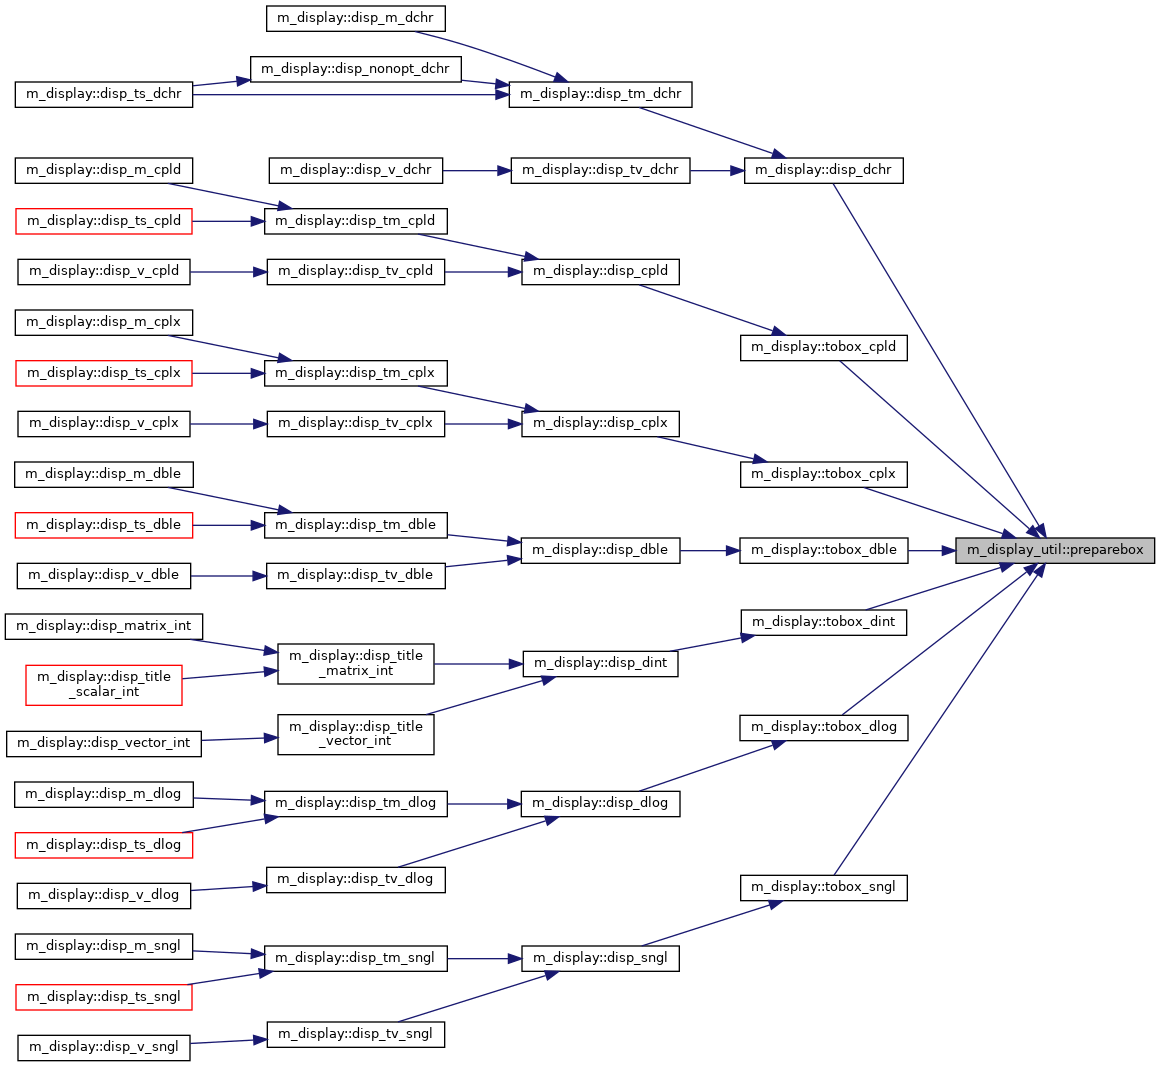 m_display::disp_m_dchr
m_display::disp_nonopt_dchr
m_display::disp_ts_dchr
m_display::disp_tm_dchr
m_display::disp_m_cpld
m_display::disp_v_dchr
m_display::disp_tv_dchr
m_display::disp_dchr
m_display::disp_ts_cpld
m_display::disp_tm_cpld
m_display::disp_v_cpld
m_display::disp_tv_cpld
m_display::disp_cpld
m_display::disp_m_cplx
m_display::tobox_cpld
m_display::disp_ts_cplx
m_display::disp_tm_cplx
m_display::disp_v_cplx
m_display::disp_tv_cplx
m_display::disp_cplx
m_display::disp_m_dble
m_display::tobox_cplx
m_display::disp_ts_dble
m_display::disp_tm_dble
m_display::disp_dble
m_display::tobox_dble
m_display_util::preparebox
m_display::disp_v_dble
m_display::disp_tv_dble
m_display::disp_matrix_int
m_display::tobox_dint
m_display::disp_title
_matrix_int
m_display::disp_dint
m_display::disp_title
_scalar_int
m_display::disp_title
_vector_int
m_display::tobox_dlog
m_display::disp_vector_int
m_display::disp_m_dlog
m_display::disp_tm_dlog
m_display::disp_dlog
m_display::disp_ts_dlog
m_display::disp_tv_dlog
m_display::disp_v_dlog
m_display::tobox_sngl
m_display::disp_m_sngl
m_display::disp_tm_sngl
m_display::disp_sngl
m_display::disp_ts_sngl
m_display::disp_tv_sngl
m_display::disp_v_sngl